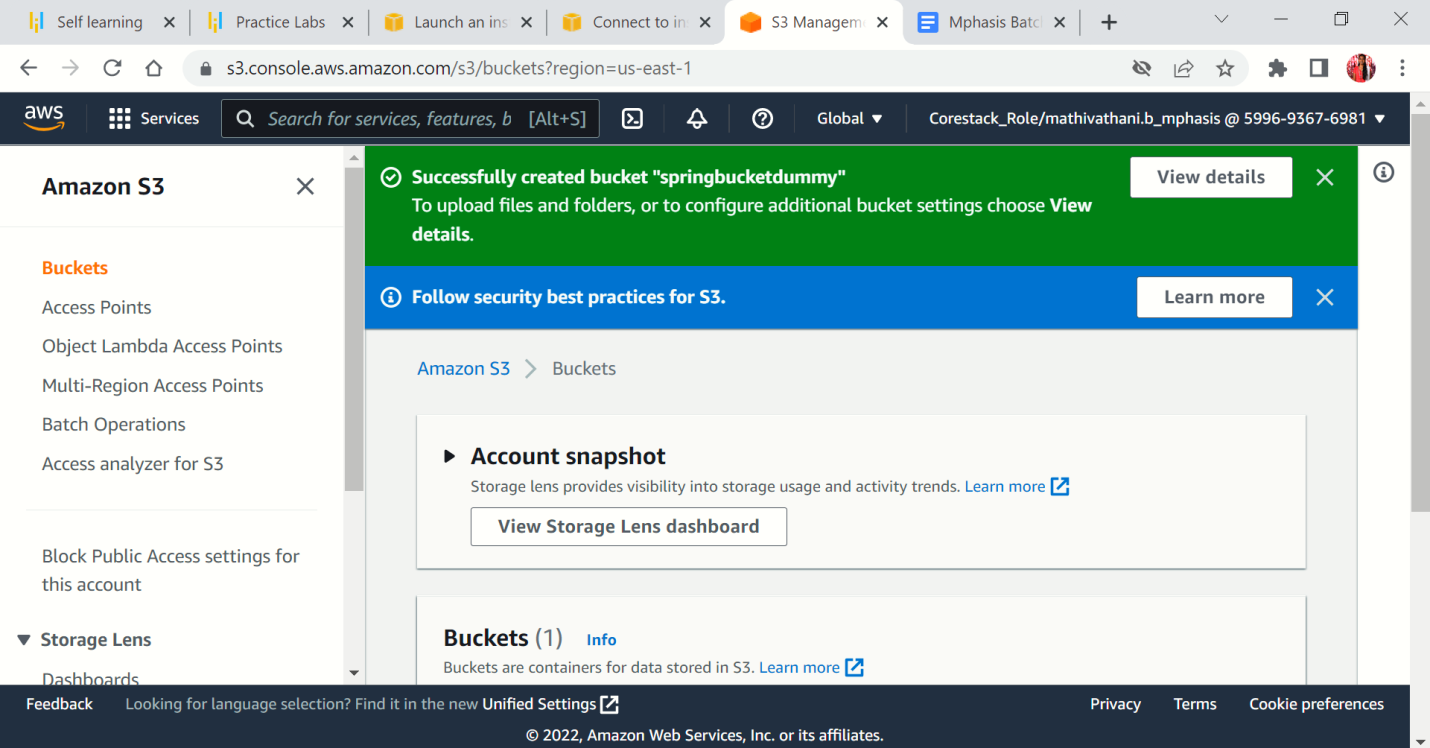 Self learning
Practice Labs
Launch an ins
Connect to in
S3 Managem
Mphasis Batc
s3.console.aws.amazon.com/s3/buckets?region=us-east-1
aws
Services
Search for services, features, b
[Alt+S]
Global
Corestack_Role/mathivathani.b_mphasis @ 5996-9367-6981
Amazon S3
Buckets
Access Points
Object Lambda Access Points
Multi-Region Access Points
Batch Operations
Access analyzer for S3
Block Public Access settings for
this account
Storage Lens
Dashboards
Successfully created bucket "springbucketdummy"
To upload files and folders, or to configure additional bucket settings choose View
details.
View details
Follow security best practices for S3.
Learn more
Amazon S3
Buckets
Account snapshot
Storage lens provides visibility into storage usage and activity trends. Learn more
View Storage Lens dashboard
Buckets (1)
Info
Buckets are containers for data stored in S3. Learn more
Feedback
Looking for language selection? Find it in the new Unified Settings
Privacy
Terms
Cookie preferences
© 2022, Amazon Web Services, Inc. or its affiliates.